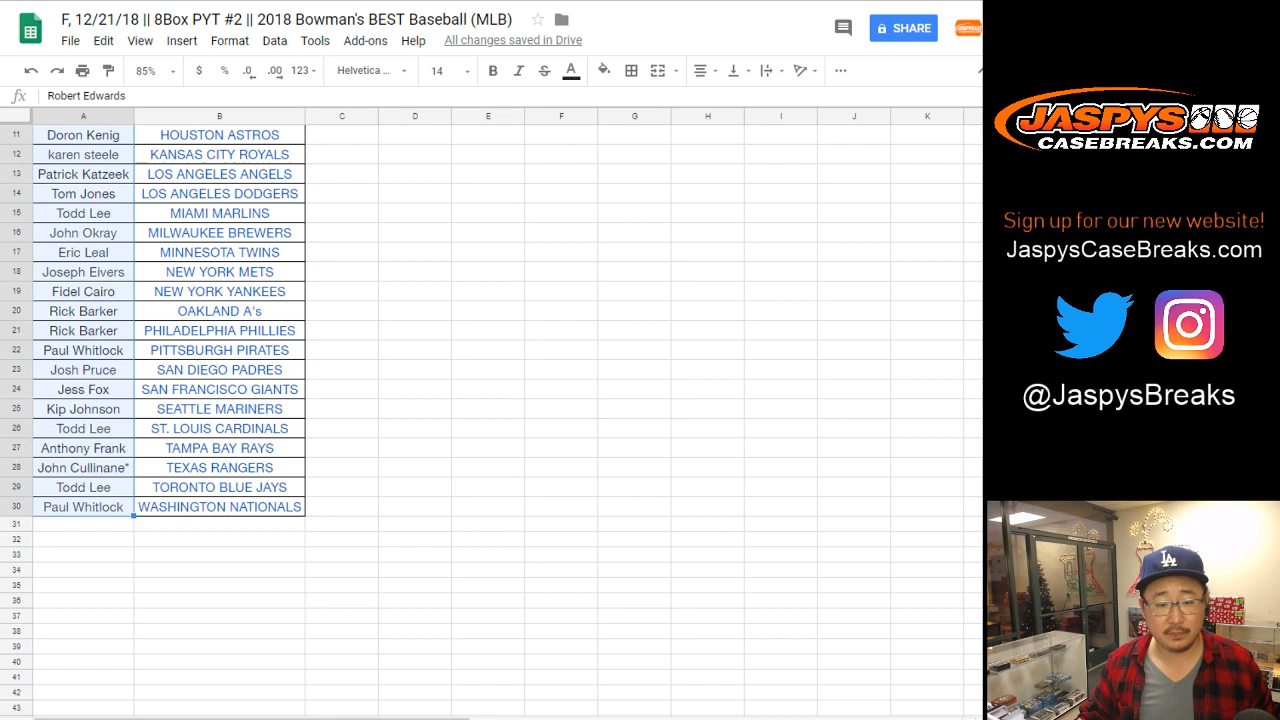 F, 12/21/18 || 8Box PYT #2 || 2018 Bowman's BEST Baseball (MLB)
File Edit View Insert Format Data Tools Add-ons Help All changes saved in Drive
SHARE
85% $ % .0 .00 123 Helvetica ... 14 B I S A
fx Robert Edwards
A B C D E F G H I J K
11 Doron Kenig HOUSTON ASTROS
12 karen steele KANSAS CITY ROYALS
13 Patrick Katzeek LOS ANGELES ANGELS
14 Tom Jones LOS ANGELES DODGERS
15 Todd Lee MIAMI MARLINS
16 John Okray MILWAUKEE BREWERS
17 Eric Leal MINNESOTA TWINS
18 Joseph Eivers NEW YORK METS
19 Fidel Cairo NEW YORK YANKEES
20 Rick Barker OAKLAND A's
21 Rick Barker PHILADELPHIA PHILLIES
22 Paul Whitlock PITTSBURGH PIRATES
23 Josh Pruce SAN DIEGO PADRES
24 Jess Fox SAN FRANCISCO GIANTS
25 Kip Johnson SEATTLE MARINERS
26 Todd Lee ST. LOUIS CARDINALS
27 Anthony Frank TAMPA BAY RAYS
28 John Cullinane* TEXAS RANGERS
29 Todd Lee TORONTO BLUE JAYS
30 Paul Whitlock WASHINGTON NATIONALS
31
32
33
34
35
36
37
38
39
40
41
42
43
JASPYS
CASEBREAKS.COM
Sign up for our new website!
JaspysCaseBreaks.com
@JaspysBreaks
LA